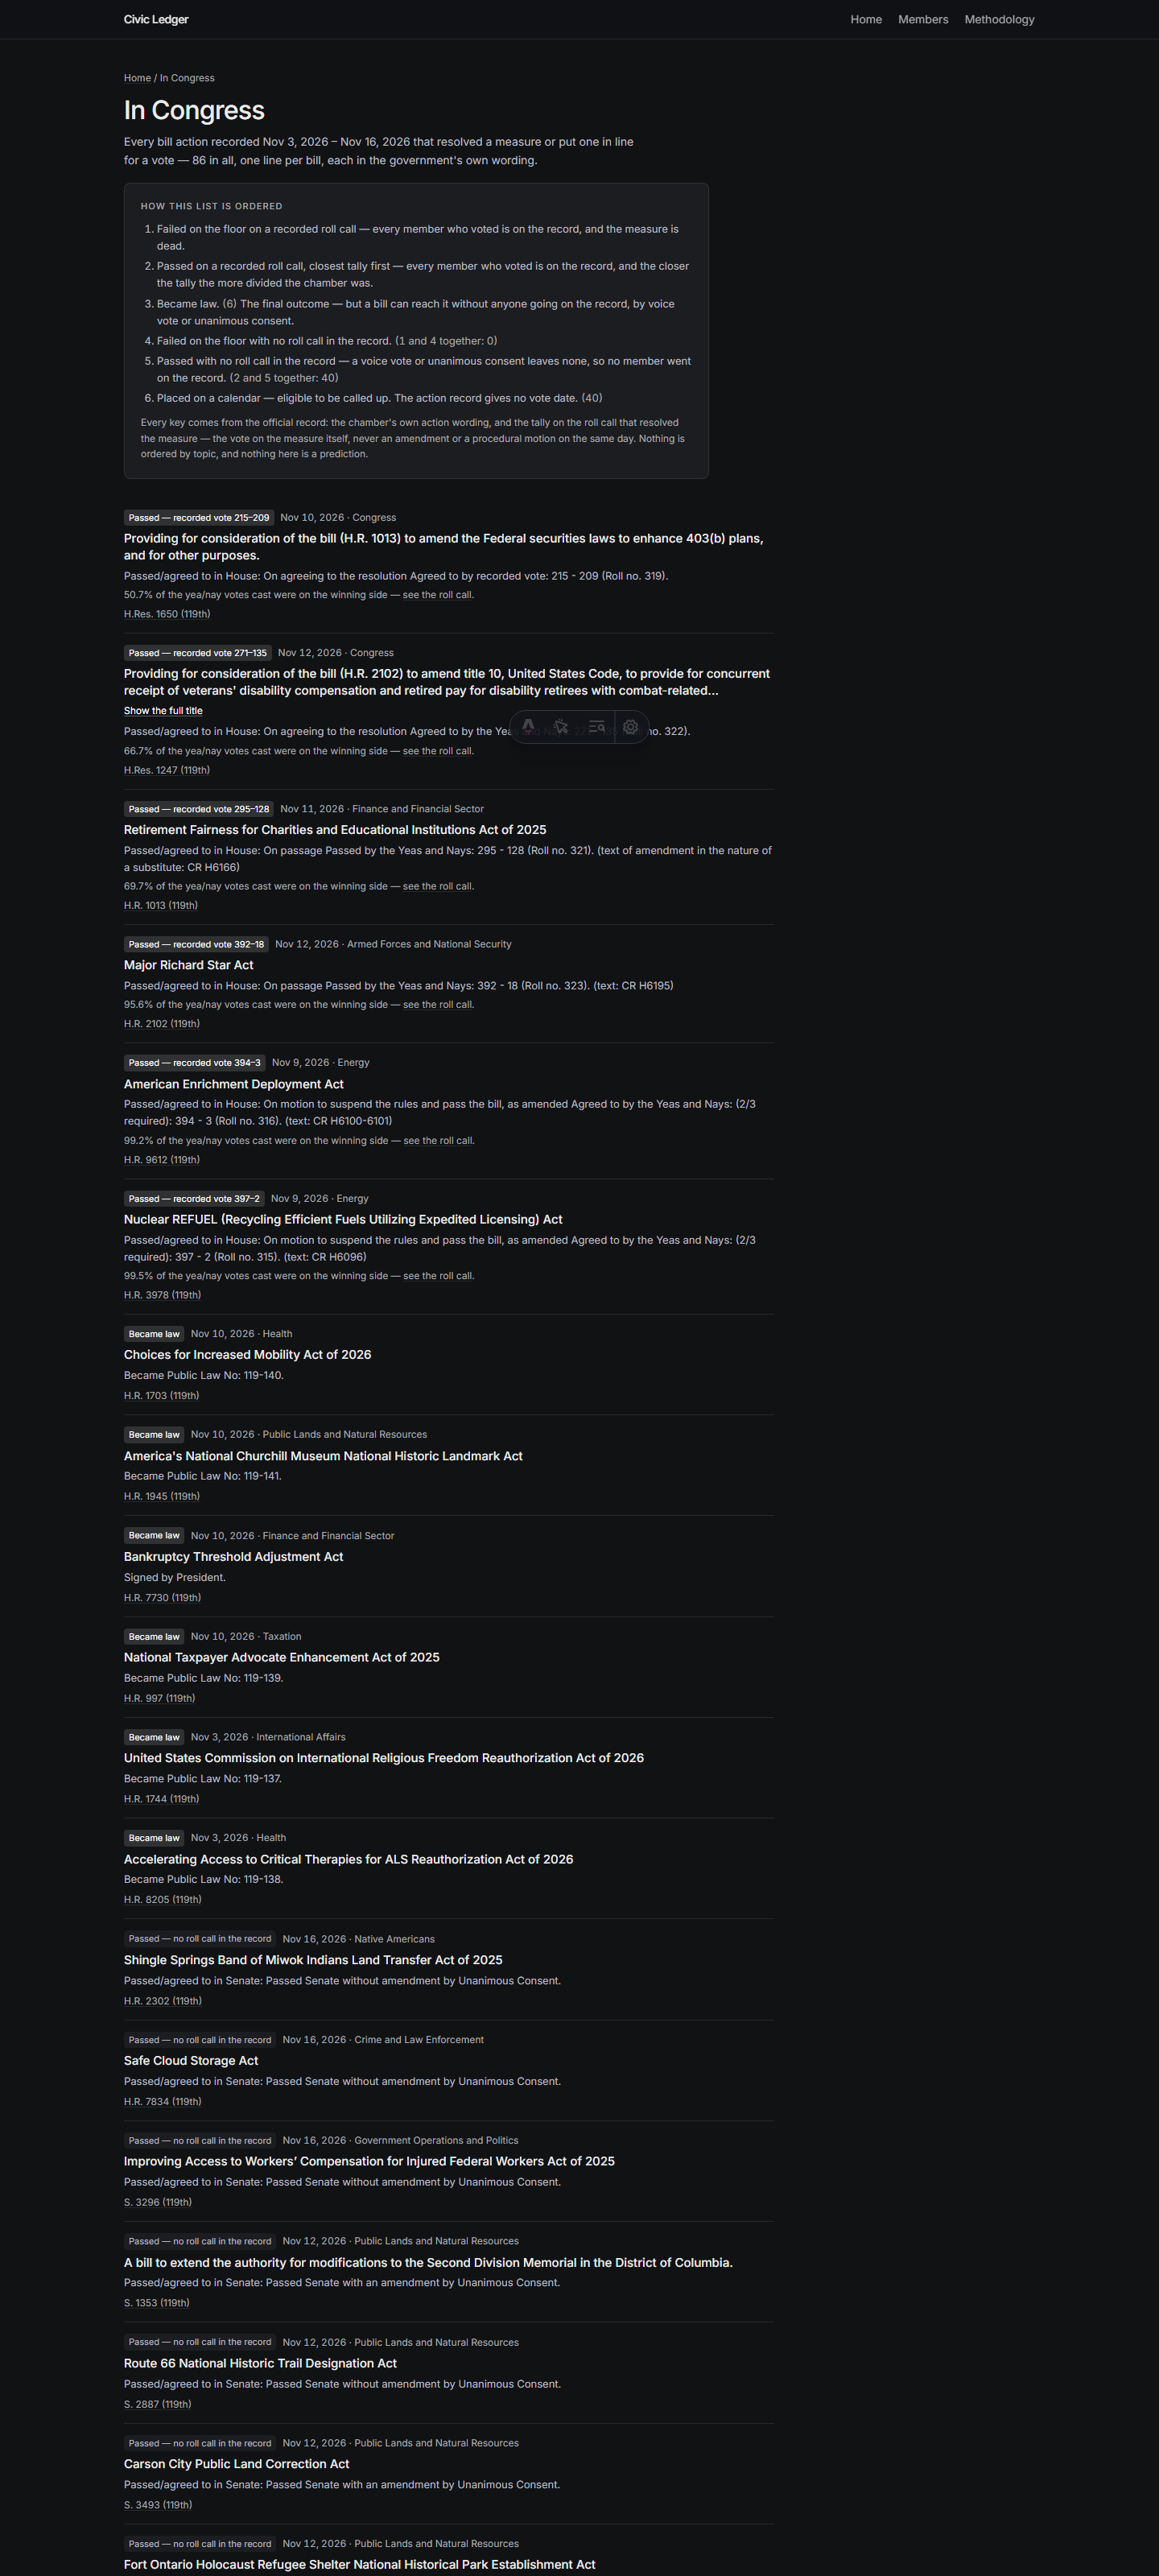 Civic Ledger
Home Members Methodology
Home / In Congress
In Congress
Every bill action recorded Nov 3, 2026 – Nov 16, 2026 that resolved a measure or put one in line
for a vote — 86 in all, one line per bill, each in the government's own wording.
HOW THIS LIST IS ORDERED
1. Failed on the floor on a recorded roll call — every member who voted is on the record, and the measure is
dead.
2. Passed on a recorded roll call, closest tally first — every member who voted is on the record, and the closer
the tally the more divided the chamber was.
3. Became law. (6) The final outcome — but a bill can reach it without anyone going on the record, by voice
vote or unanimous consent.
4. Failed on the floor with no roll call in the record. (1 and 4 together: 0)
5. Passed with no roll call in the record — a voice vote or unanimous consent leaves none, so no member went
on the record. (2 and 5 together: 40)
6. Placed on a calendar — eligible to be called up. The action record gives no vote date. (40)
Every key comes from the official record: the chamber's own action wording, and the tally on the roll call that resolved
the measure — the vote on the measure itself, never an amendment or a procedural motion on the same day. Nothing is
ordered by topic, and nothing here is a prediction.
Passed — recorded vote 215–209 Nov 10, 2026 · Congress
Providing for consideration of the bill (H.R. 1013) to amend the Federal securities laws to enhance 403(b) plans,
and for other purposes.
Passed/agreed to in House: On agreeing to the resolution Agreed to by recorded vote: 215 - 209 (Roll no. 319).
50.7% of the yea/nay votes cast were on the winning side — see the roll call.
H.Res. 1650 (119th)
Passed — recorded vote 271–135 Nov 12, 2026 · Congress
Providing for consideration of the bill (H.R. 2102) to amend title 10, United States Code, to provide for concurrent
receipt of veterans' disability compensation and retired pay for disability retirees with combat-related…
Show the full title
Passed/agreed to in House: On agreeing to the resolution Agreed to by the Yeas no. 322).
66.7% of the yea/nay votes cast were on the winning side — see the roll call.
H.Res. 1247 (119th)
Passed — recorded vote 295–128 Nov 11, 2026 · Finance and Financial Sector
Retirement Fairness for Charities and Educational Institutions Act of 2025
Passed/agreed to in House: On passage Passed by the Yeas and Nays: 295 - 128 (Roll no. 321). (text of amendment in the nature of
a substitute: CR H6166)
69.7% of the yea/nay votes cast were on the winning side — see the roll call.
H.R. 1013 (119th)
Passed — recorded vote 392–18 Nov 12, 2026 · Armed Forces and National Security
Major Richard Star Act
Passed/agreed to in House: On passage Passed by the Yeas and Nays: 392 - 18 (Roll no. 323). (text: CR H6195)
95.6% of the yea/nay votes cast were on the winning side — see the roll call.
H.R. 2102 (119th)
Passed — recorded vote 394–3 Nov 9, 2026 · Energy
American Enrichment Deployment Act
Passed/agreed to in House: On motion to suspend the rules and pass the bill, as amended Agreed to by the Yeas and Nays: (2/3
required): 394 - 3 (Roll no. 316). (text: CR H6100-6101)
99.2% of the yea/nay votes cast were on the winning side — see the roll call.
H.R. 9612 (119th)
Passed — recorded vote 397–2 Nov 9, 2026 · Energy
Nuclear REFUEL (Recycling Efficient Fuels Utilizing Expedited Licensing) Act
Passed/agreed to in House: On motion to suspend the rules and pass the bill, as amended Agreed to by the Yeas and Nays: (2/3
required): 397 - 2 (Roll no. 315). (text: CR H6096)
99.5% of the yea/nay votes cast were on the winning side — see the roll call.
H.R. 3978 (119th)
Became law Nov 10, 2026 · Health
Choices for Increased Mobility Act of 2026
Became Public Law No: 119-140.
H.R. 1703 (119th)
Became law Nov 10, 2026 · Public Lands and Natural Resources
America's National Churchill Museum National Historic Landmark Act
Became Public Law No: 119-141.
H.R. 1945 (119th)
Became law Nov 10, 2026 · Finance and Financial Sector
Bankruptcy Threshold Adjustment Act
Signed by President.
H.R. 7730 (119th)
Became law Nov 10, 2026 · Taxation
National Taxpayer Advocate Enhancement Act of 2025
Became Public Law No: 119-139.
H.R. 997 (119th)
Became law Nov 3, 2026 · International Affairs
United States Commission on International Religious Freedom Reauthorization Act of 2026
Became Public Law No: 119-137.
H.R. 1744 (119th)
Became law Nov 3, 2026 · Health
Accelerating Access to Critical Therapies for ALS Reauthorization Act of 2026
Became Public Law No: 119-138.
H.R. 8205 (119th)
Passed — no roll call in the record Nov 16, 2026 · Native Americans
Shingle Springs Band of Miwok Indians Land Transfer Act of 2025
Passed/agreed to in Senate: Passed Senate without amendment by Unanimous Consent.
H.R. 2302 (119th)
Passed — no roll call in the record Nov 16, 2026 · Crime and Law Enforcement
Safe Cloud Storage Act
Passed/agreed to in Senate: Passed Senate without amendment by Unanimous Consent.
H.R. 7834 (119th)
Passed — no roll call in the record Nov 16, 2026 · Government Operations and Politics
Improving Access to Workers' Compensation for Injured Federal Workers Act of 2025
Passed/agreed to in Senate: Passed Senate without amendment by Unanimous Consent.
S. 3296 (119th)
Passed — no roll call in the record Nov 12, 2026 · Public Lands and Natural Resources
A bill to extend the authority for modifications to the Second Division Memorial in the District of Columbia.
Passed/agreed to in Senate: Passed Senate with an amendment by Unanimous Consent.
S. 1353 (119th)
Passed — no roll call in the record Nov 12, 2026 · Public Lands and Natural Resources
Route 66 National Historic Trail Designation Act
Passed/agreed to in Senate: Passed Senate without amendment by Unanimous Consent.
S. 2887 (119th)
Passed — no roll call in the record Nov 12, 2026 · Public Lands and Natural Resources
Carson City Public Land Correction Act
Passed/agreed to in Senate: Passed Senate with an amendment by Unanimous Consent.
S. 3493 (119th)
Passed — no roll call in the record Nov 12, 2026 · Public Lands and Natural Resources
Fort Ontario Holocaust Refugee Shelter National Historical Park Establishment Act